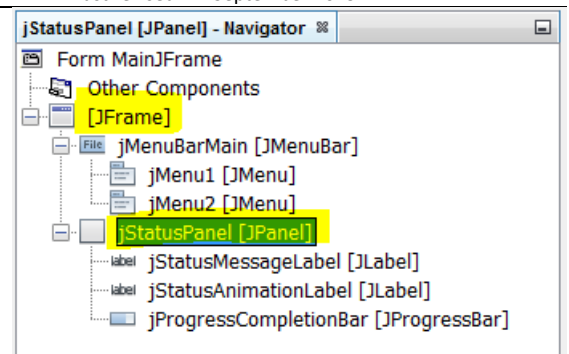 jStatusPanel [JPanel] - Navigator
Form MainJFrame
Other Components
[JFrame]
File jMenuBarMain [JMenuBar]
jMenu1 [JMenu]
jMenu2 [JMenu]
jStatusPanel [JPanel]
label jStatusMessageLabel [JLabel]
label jStatusAnimationLabel [JLabel]
jProgressCompletionBar [JProgressBar]